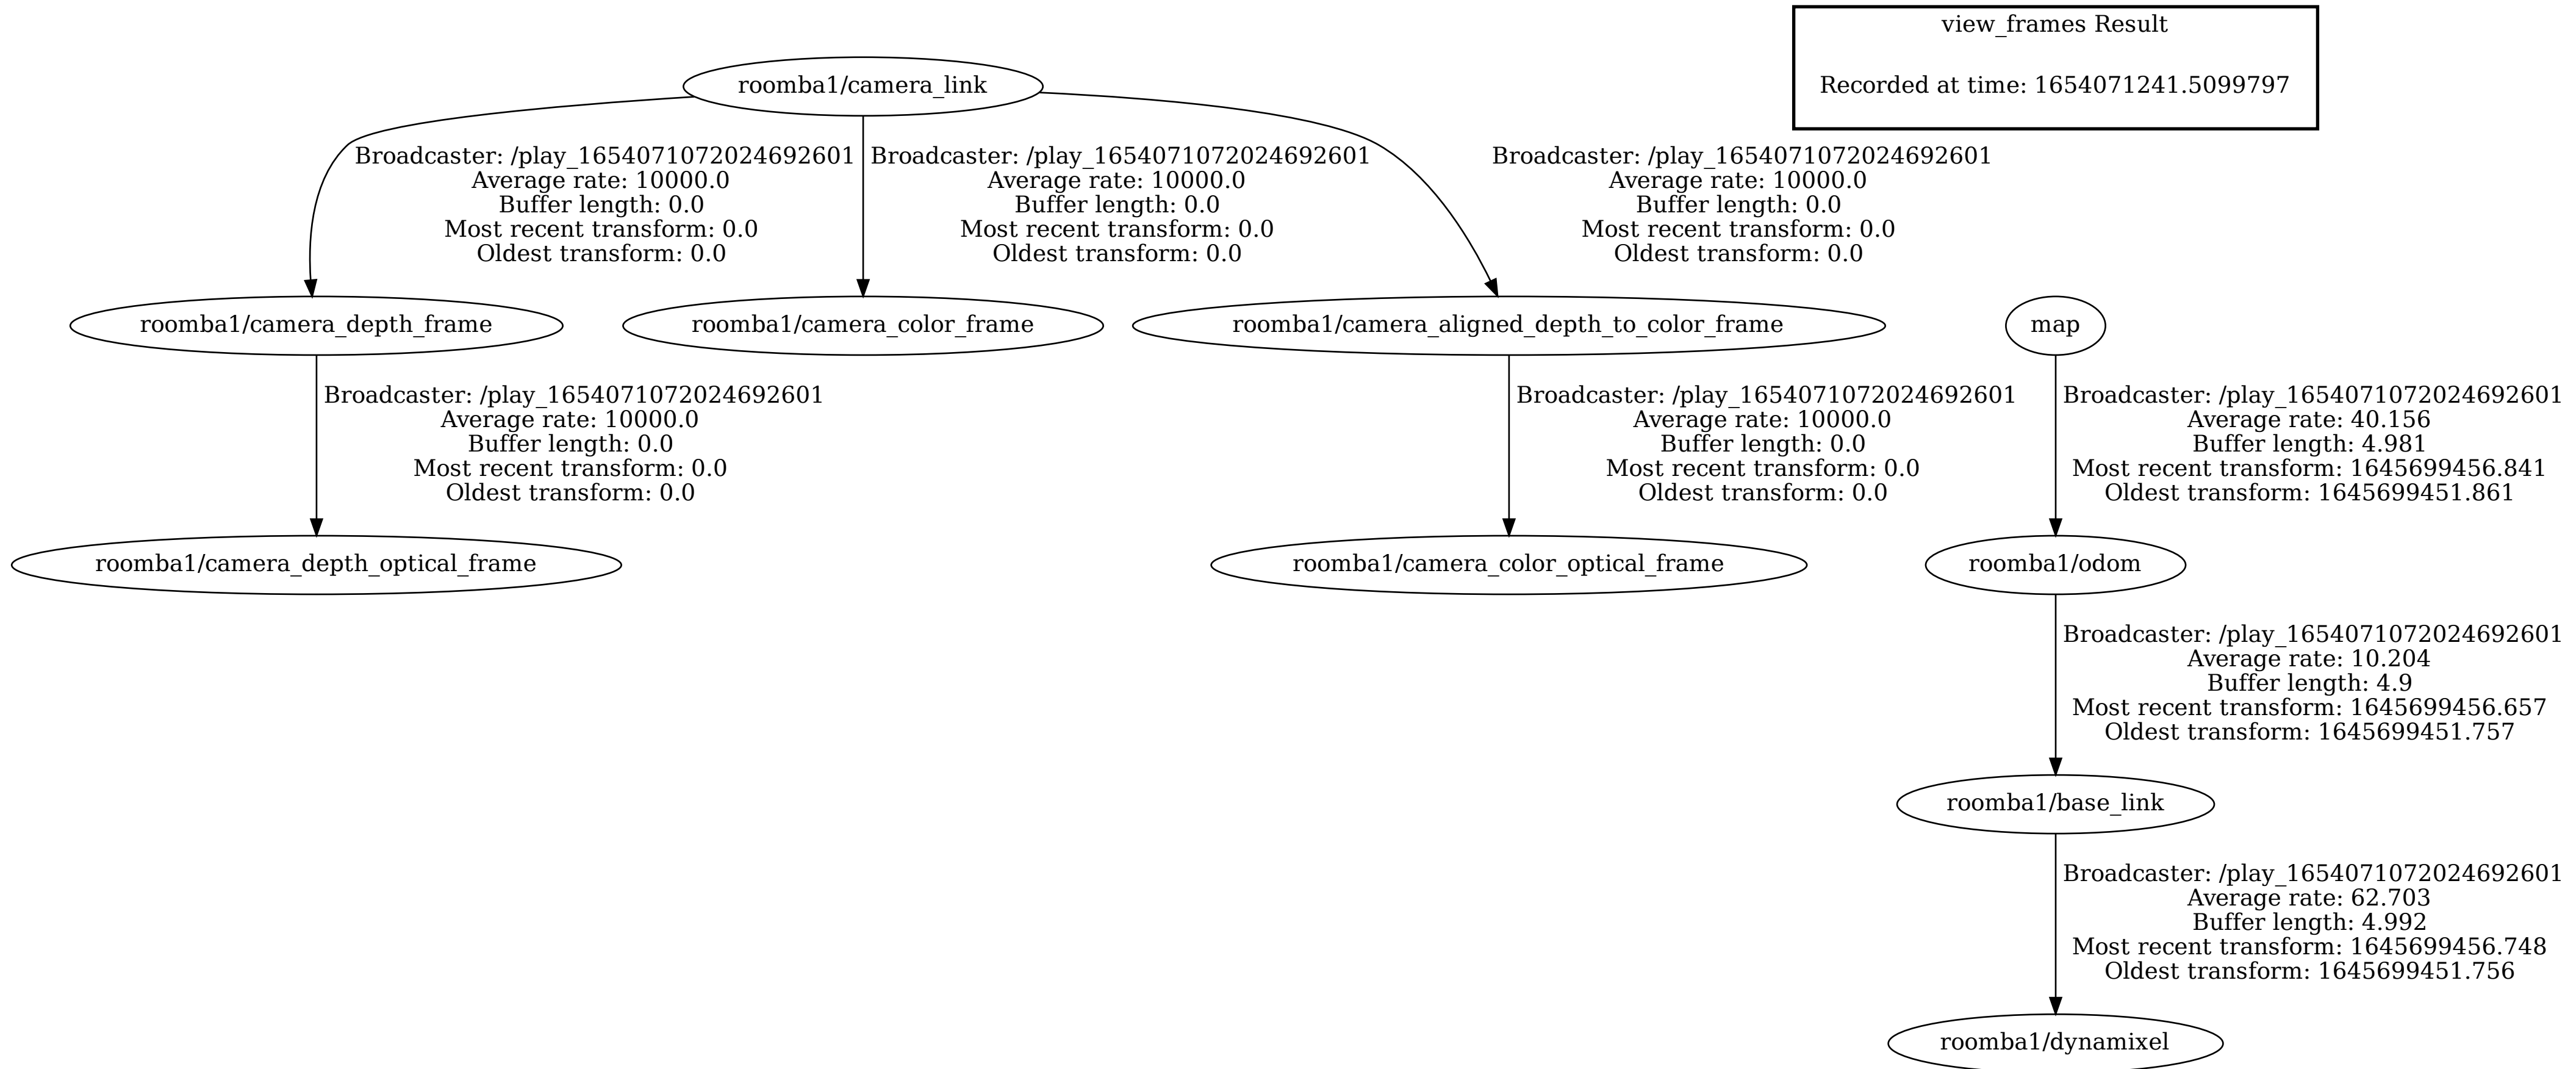 view_frames Result
Recorded at time: 1654071241.5099797
roomba1/camera_link
Broadcaster: /play_1654071072024692601
Average rate: 10000.0
Buffer length: 0.0
Most recent transform: 0.0
Oldest transform: 0.0
Broadcaster: /play_1654071072024692601
Average rate: 10000.0
Buffer length: 0.0
Most recent transform: 0.0
Oldest transform: 0.0
Broadcaster: /play_1654071072024692601
Average rate: 10000.0
Buffer length: 0.0
Most recent transform: 0.0
Oldest transform: 0.0
roomba1/camera_depth_frame
roomba1/camera_color_frame
roomba1/camera_aligned_depth_to_color_frame
map
Broadcaster: /play_1654071072024692601
Average rate: 10000.0
Buffer length: 0.0
Most recent transform: 0.0
Oldest transform: 0.0
Broadcaster: /play_1654071072024692601
Average rate: 10000.0
Buffer length: 0.0
Most recent transform: 0.0
Oldest transform: 0.0
Broadcaster: /play_1654071072024692601
Average rate: 40.156
Buffer length: 4.981
Most recent transform: 1645699456.841
Oldest transform: 1645699451.861
roomba1/camera_depth_optical_frame
roomba1/camera_color_optical_frame
roomba1/odom
Broadcaster: /play_1654071072024692601
Average rate: 10.204
Buffer length: 4.9
Most recent transform: 1645699456.657
Oldest transform: 1645699451.757
roomba1/base_link
Broadcaster: /play_1654071072024692601
Average rate: 62.703
Buffer length: 4.992
Most recent transform: 1645699456.748
Oldest transform: 1645699451.756
roomba1/dynamixel